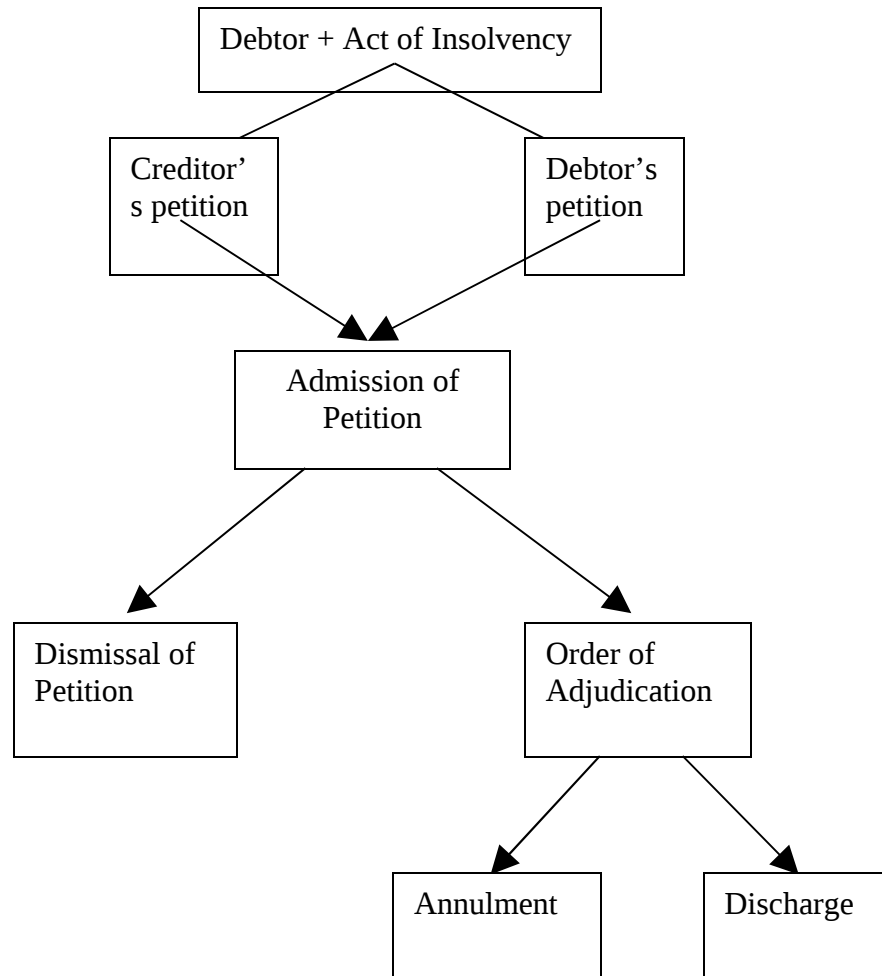 Debtor + Act of Insolvency
Creditor’
s petition
Debtor’s
petition
Admission of
Petition
Dismissal of
Petition
Order of
Adjudication
Annulment
Discharge